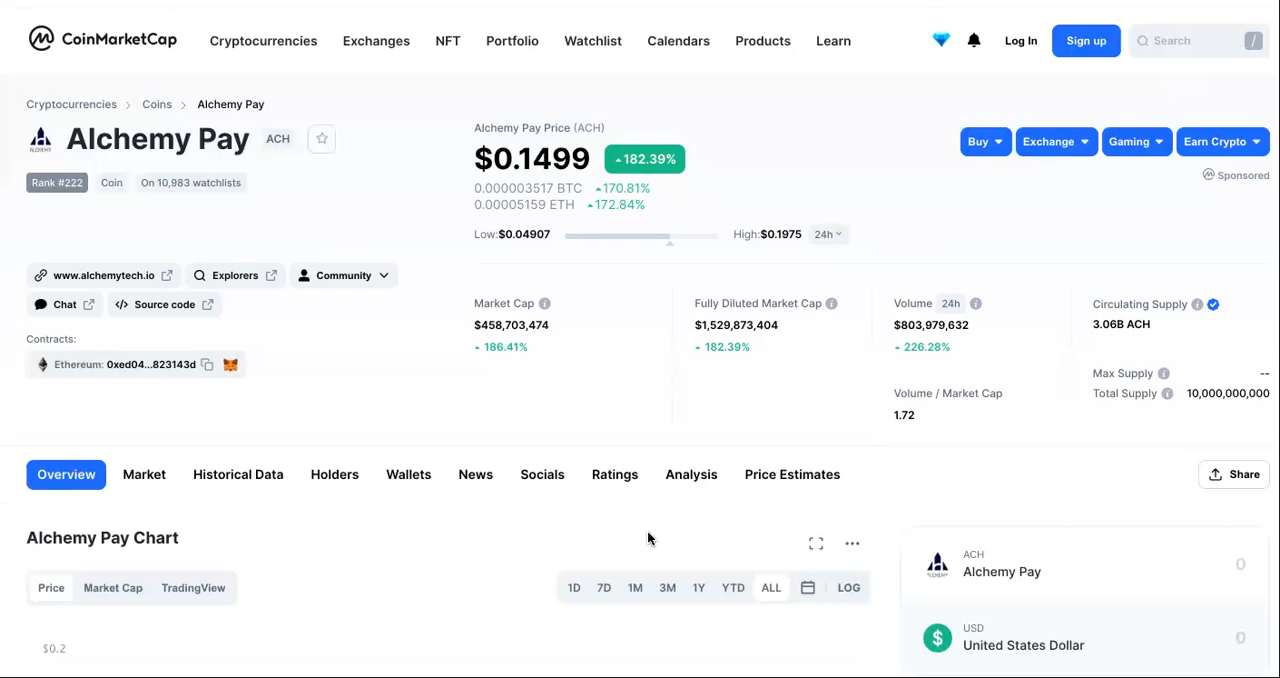 CoinMarketCap Cryptocurrencies Exchanges NFT Portfolio Watchlist Calendars Products Learn Log In Sign up Search /
Cryptocurrencies > Coins > Alchemy Pay
Alchemy Pay ACH
Rank #222 Coin On 10,983 watchlists
www.alchemytech.io Explorers Community
Chat Source code
Contracts:
Ethereum: 0xed04...823143d
Alchemy Pay Price (ACH)
$0.1499 182.39%
0.000003517 BTC 170.81%
0.00005159 ETH 172.84%
Low:$0.04907 High:$0.1975 24h
Buy Exchange Gaming Earn Crypto
Sponsored
Market Cap
$458,703,474
186.41%
Fully Diluted Market Cap
$1,529,873,404
182.39%
Volume 24h
$803,979,632
226.28%
Volume / Market Cap
1.72
Circulating Supply
3.06B ACH
Max Supply --
Total Supply 10,000,000,000
Overview Market Historical Data Holders Wallets News Socials Ratings Analysis Price Estimates Share
Alchemy Pay Chart
Price Market Cap TradingView 1D 7D 1M 3M 1Y YTD ALL LOG
$0.2
ACH
Alchemy Pay 0
USD
United States Dollar 0